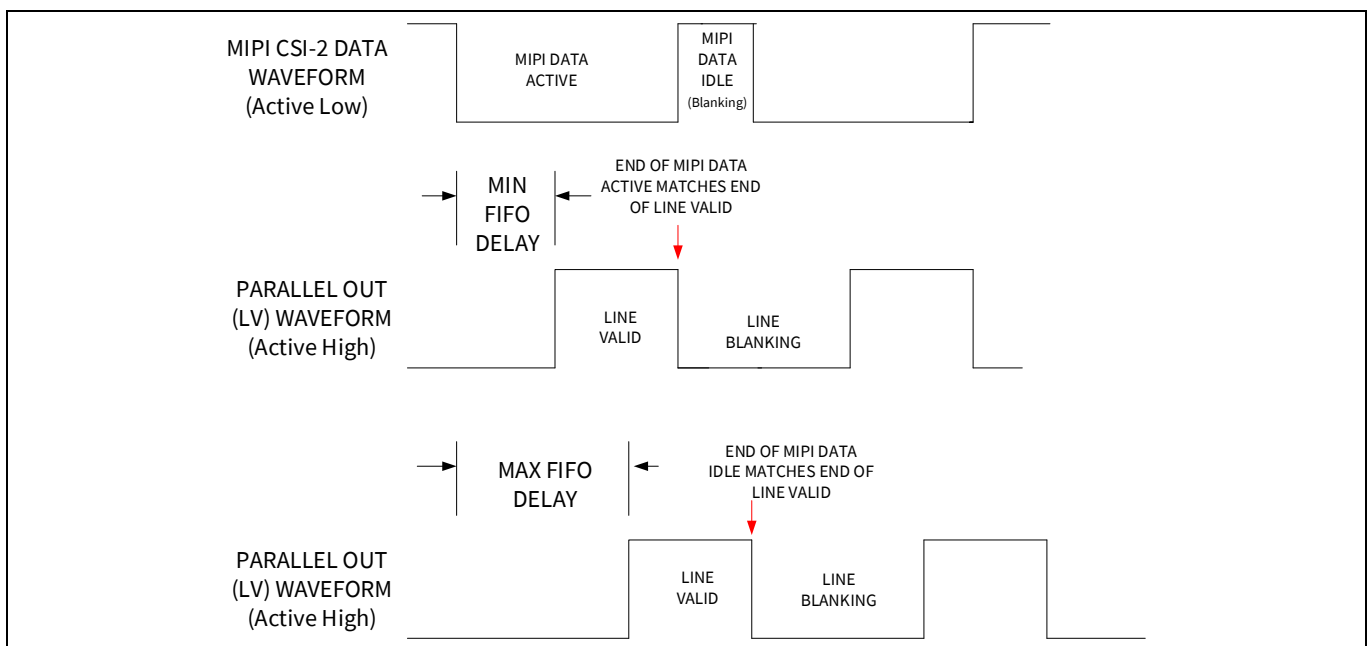 MIPI CSI-2 DATA
WAVEFORM
(Active Low)
MIPI DATA
ACTIVE
MIPI
DATA
IDLE
(Blanking)
MIN
FIFO
DELAY
END OF MIPI DATA
ACTIVE MATCHES END
OF LINE VALID
PARALLEL OUT
(LV) WAVEFORM
(Active High)
LINE
VALID
LINE
BLANKING
MAX FIFO
DELAY
END OF MIPI DATA
IDLE MATCHES END OF
LINE VALID
PARALLEL OUT
(LV) WAVEFORM
(Active High)
LINE
VALID
LINE
BLANKING